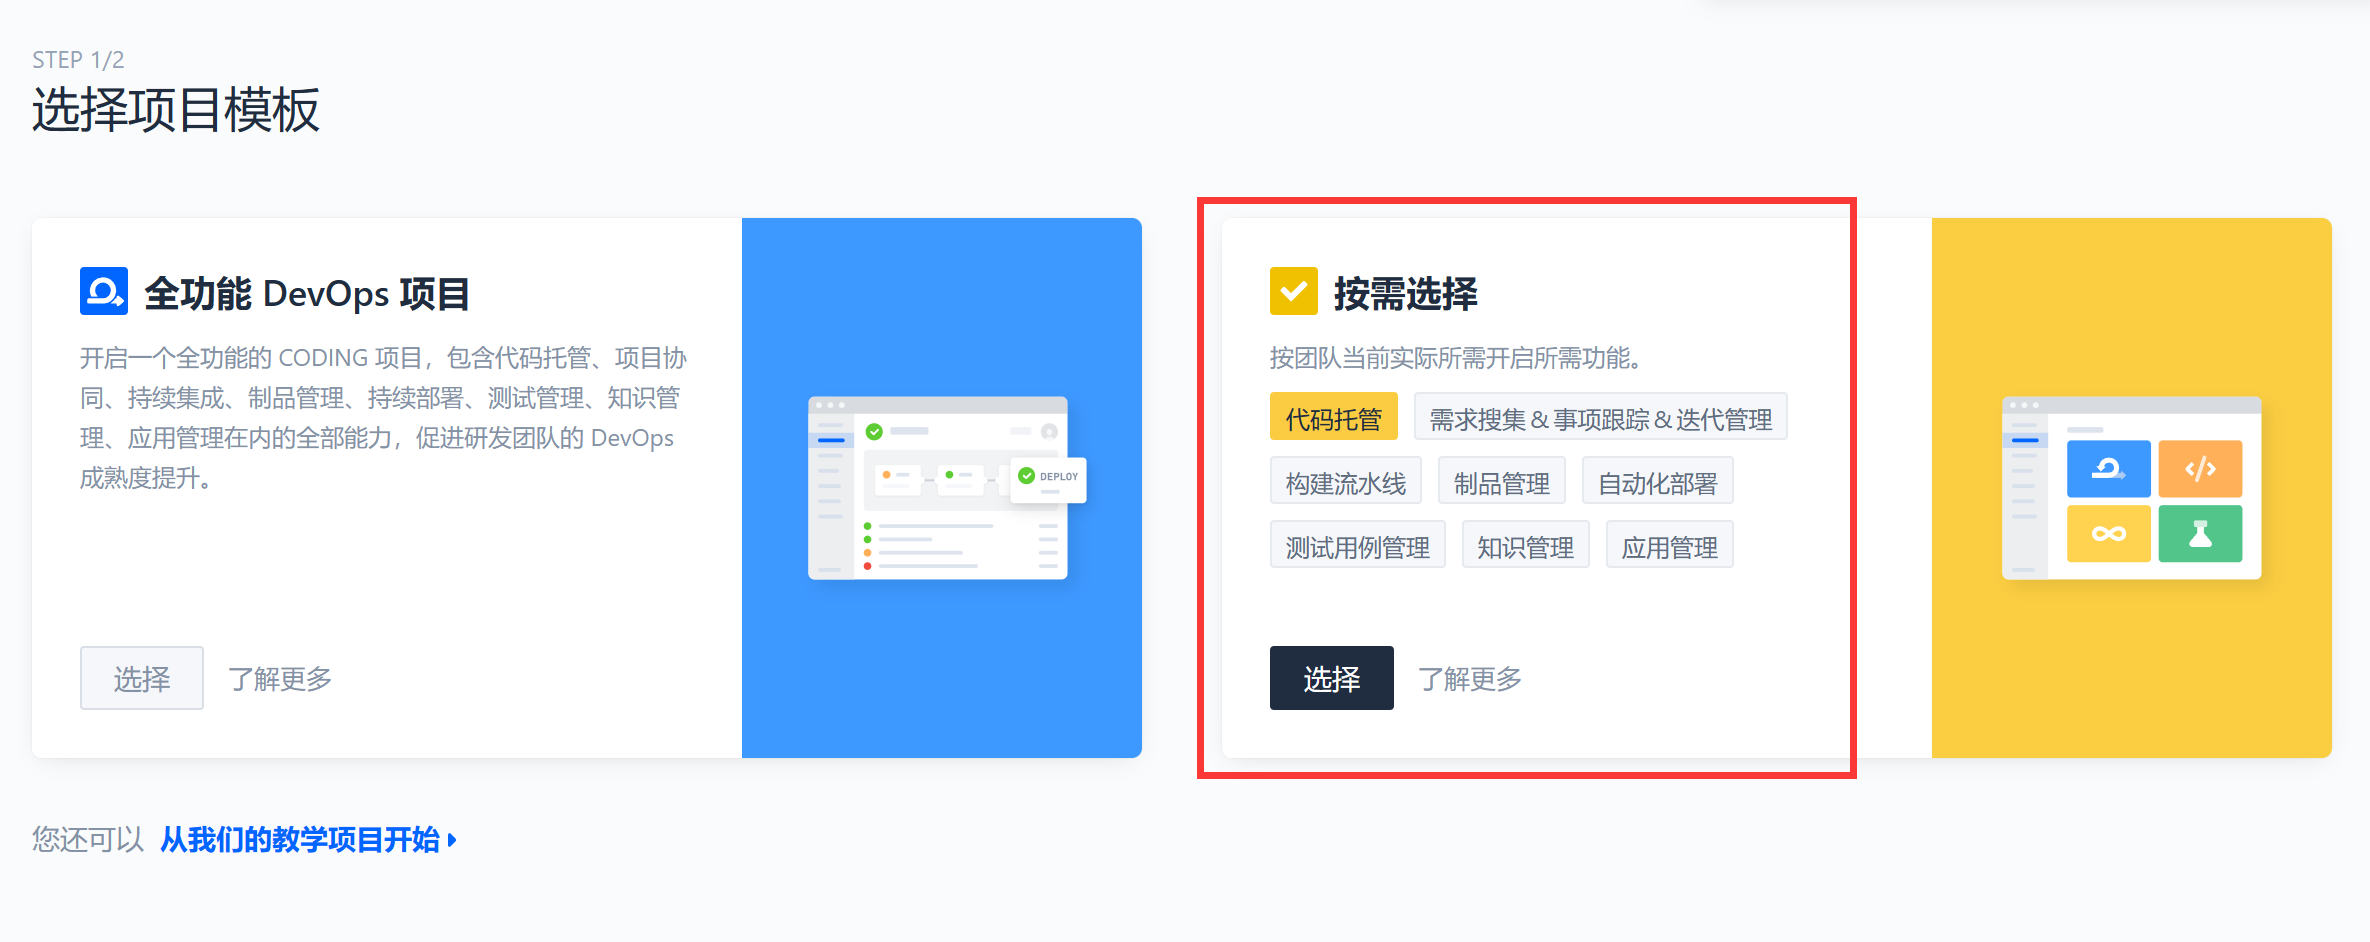 STEP 1/2
选择项目模板
全功能 DevOps 项目
开启一个全功能的 CODING 项目，包含代码托管、项目协
同、持续集成、制品管理、持续部署、测试管理、知识管
理、应用管理在内的全部能力，促进研发团队的 DevOps
成熟度提升。
选择 了解更多
DEPLOY
按需选择
按团队当前实际所需开启所需功能。
代码托管 需求搜集＆事项跟踪＆迭代管理
构建流水线 制品管理 自动化部署
测试用例管理 知识管理 应用管理
选择 了解更多
您还可以 从我们的教学项目开始